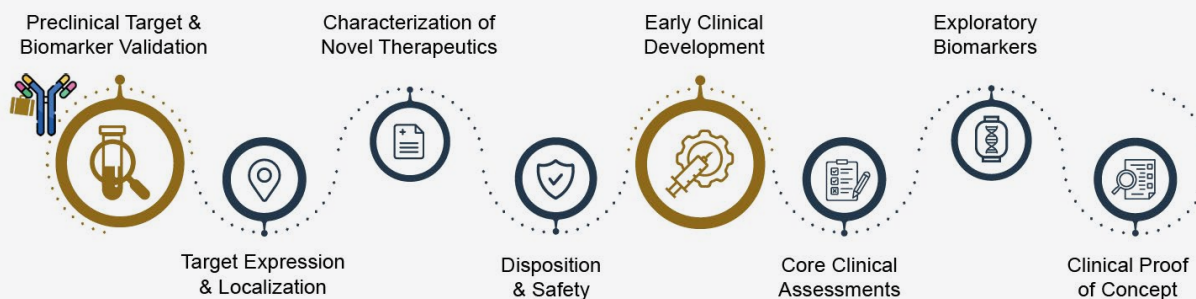 Preclinical Target &
Biomarker Validation
Characterization of
Novel Therapeutics
Early Clinical
Development
Exploratory
Biomarkers
Target Expression
& Localization
Disposition
& Safety
Core Clinical
Assessments
Clinical Proof
of Concept